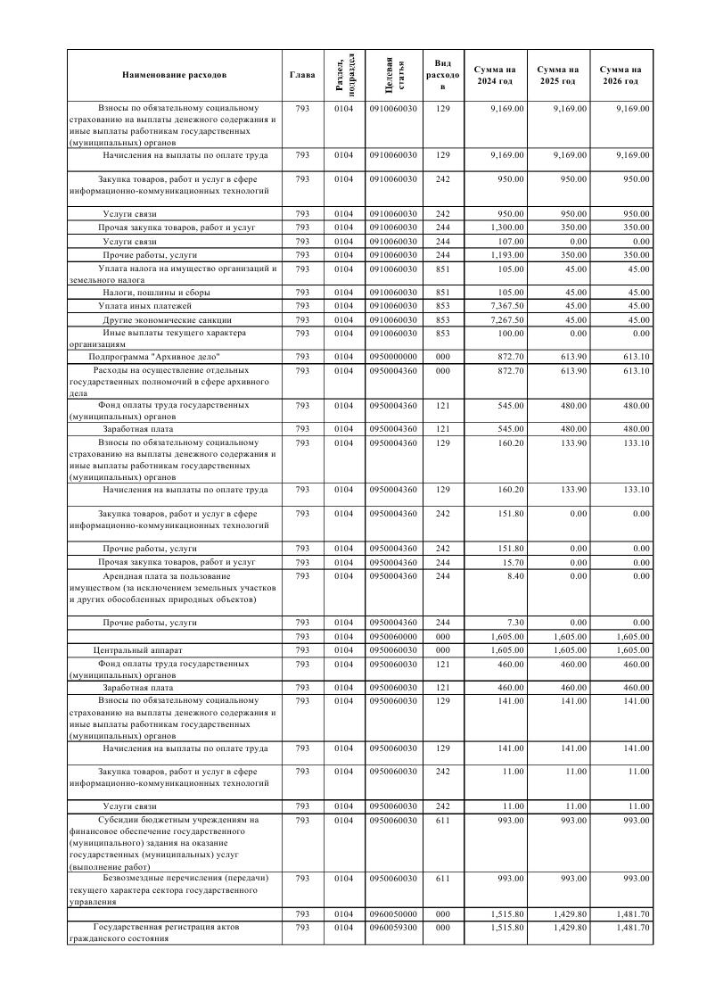 Наименование расходов Глава Раздел, подраздел Целевая статья Вид расходо в Сумма на 2024 год Сумма на 2025 год Сумма на 2026 год
Взносы по обязательному социальному 793 0104 0910060030 129 9,169.00 9,169.00 9,169.00
страхованию на выплаты денежного содержания и
иные выплаты работникам государственных
(муниципальных) органов
Начисления на выплаты по оплате труда 793 0104 0910060030 129 9,169.00 9,169.00 9,169.00
Закупка товаров, работ и услуг в сфере 793 0104 0910060030 242 950.00 950.00 950.00
информационно-коммуникационных технологий
Услуги связи 793 0104 0910060030 242 950.00 950.00 950.00
Прочая закупка товаров, работ и услуг 793 0104 0910060030 244 1,300.00 350.00 350.00
Услуги связи 793 0104 0910060030 244 107.00 0.00 0.00
Прочие работы, услуги 793 0104 0910060030 244 1,193.00 350.00 350.00
Уплата налога на имущество организаций и 793 0104 0910060030 851 105.00 45.00 45.00
земельного налога
Налоги, пошлины и сборы 793 0104 0910060030 851 105.00 45.00 45.00
Уплата иных платежей 793 0104 0910060030 853 7,367.50 45.00 45.00
Другие экономические санкции 793 0104 0910060030 853 7,267.50 45.00 45.00
Иные выплаты текущего характера 793 0104 0910060030 853 100.00 0.00 0.00
организациям
Подпрограмма "Архивное дело" 793 0104 0950000000 000 872.70 613.90 613.10
Расходы на осуществление отдельных 793 0104 0950004360 000 872.70 613.90 613.10
государственных полномочий в сфере архивного
дела
Фонд оплаты труда государственных 793 0104 0950004360 121 545.00 480.00 480.00
(муниципальных) органов
Заработная плата 793 0104 0950004360 121 545.00 480.00 480.00
Взносы по обязательному социальному 793 0104 0950004360 129 160.20 133.90 133.10
страхованию на выплаты денежного содержания и
иные выплаты работникам государственных
(муниципальных) органов
Начисления на выплаты по оплате труда 793 0104 0950004360 129 160.20 133.90 133.10
Закупка товаров, работ и услуг в сфере 793 0104 0950004360 242 151.80 0.00 0.00
информационно-коммуникационных технологий
Прочие работы, услуги 793 0104 0950004360 242 151.80 0.00 0.00
Прочая закупка товаров, работ и услуг 793 0104 0950004360 244 15.70 0.00 0.00
Арендная плата за пользование 793 0104 0950004360 244 8.40 0.00 0.00
имуществом (за исключением земельных участков
и других обособленных природных объектов)
Прочие работы, услуги 793 0104 0950004360 244 7.30 0.00 0.00
793 0104 0950060000 000 1,605.00 1,605.00 1,605.00
Центральный аппарат 793 0104 0950060030 000 1,605.00 1,605.00 1,605.00
Фонд оплаты труда государственных 793 0104 0950060030 121 460.00 460.00 460.00
(муниципальных) органов
Заработная плата 793 0104 0950060030 121 460.00 460.00 460.00
Взносы по обязательному социальному 793 0104 0950060030 129 141.00 141.00 141.00
страхованию на выплаты денежного содержания и
иные выплаты работникам государственных
(муниципальных) органов
Начисления на выплаты по оплате труда 793 0104 0950060030 129 141.00 141.00 141.00
Закупка товаров, работ и услуг в сфере 793 0104 0950060030 242 11.00 11.00 11.00
информационно-коммуникационных технологий
Услуги связи 793 0104 0950060030 242 11.00 11.00 11.00
Субсидии бюджетным учреждениям на 793 0104 0950060030 611 993.00 993.00 993.00
финансовое обеспечение государственного
(муниципального) задания на оказание
государственных (муниципальных) услуг
(выполнение работ)
Безвозмездные перечисления (передачи) 793 0104 0950060030 611 993.00 993.00 993.00
текущего характера сектора государственного
управления
793 0104 0960050000 000 1,515.80 1,429.80 1,481.70
Государственная регистрация актов 793 0104 0960059300 000 1,515.80 1,429.80 1,481.70
гражданского состояния